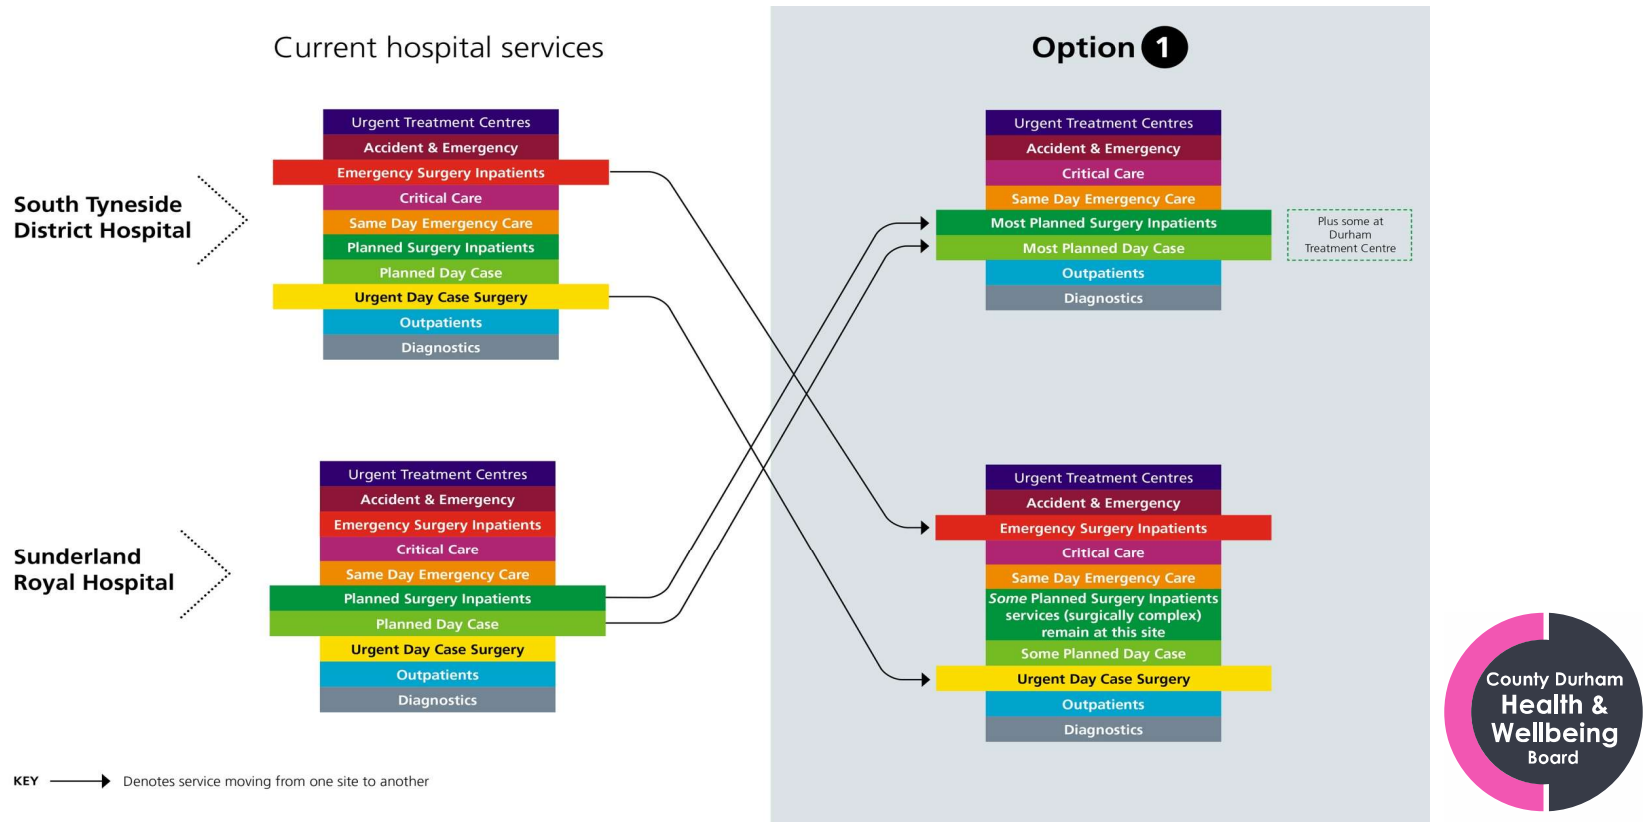 Current hospital services
Option 1
South Tyneside
District Hospital
Urgent Treatment Centres
Accident & Emergency
Emergency Surgery Inpatients
Critical Care
Same Day Emergency Care
Planned Surgery Inpatients
Planned Day Case
Urgent Day Case Surgery
Outpatients
Diagnostics
Urgent Treatment Centres
Accident & Emergency
Critical Care
Same Day Emergency Care
Most Planned Surgery Inpatients
Most Planned Day Case
Outpatients
Diagnostics
Plus some at
Durham
Treatment Centre
Sunderland
Royal Hospital
Urgent Treatment Centres
Accident & Emergency
Emergency Surgery Inpatients
Critical Care
Same Day Emergency Care
Planned Surgery Inpatients
Planned Day Case
Urgent Day Case Surgery
Outpatients
Diagnostics
Urgent Treatment Centres
Accident & Emergency
Emergency Surgery Inpatients
Critical Care
Same Day Emergency Care
Some Planned Surgery Inpatients
services (surgically complex)
remain at this site
Some Planned Day Case
Urgent Day Case Surgery
Outpatients
Diagnostics
KEY Denotes service moving from one site to another
County Durham
Health &
Wellbeing
Board